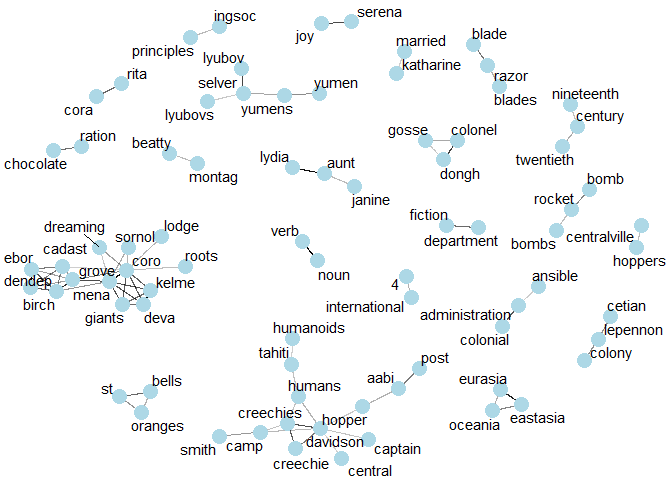 ingsoc
serena
principles
joy
married
blade
lyubov
katharine
rita
selver
yumen
razor
cora
lyubovs
yumens
blades
nineteenth
ration
beatty
gosse
colonel
century
chocolate
montag
lydia
aunt
dongh
twentieth
janine
bomb
dreaming
sornol
lodge
fiction
rocket
cadast
coro
verb
department
bombs
centralville
ebor
grove
roots
hoppers
dendep
mena
kelme
noun
4
ansible
birch
giants
deva
international
administration
cetian
humanoids
colonial
lepennon
tahiti
post
colony
st
bells
humans
aabi
eurasia
oranges
creechies
hopper
oceania
eastasia
smith
camp
davidson
captain
creechie
central